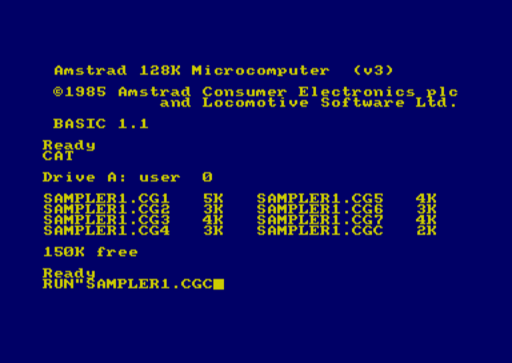 Amstrad 128K Microcomputer (v3)
©1985 Amstrad Consumer Electronics plc
and Locomotive Software Ltd.
BASIC 1.1
Ready
CAT
Drive A: user 0
SAMPLER1.CG1 5K SAMPLER1.CG5 4K
SAMPLER1.CG2 3K SAMPLER1.CG6 3K
SAMPLER1.CG3 4K SAMPLER1.CG7 4K
SAMPLER1.CG4 3K SAMPLER1.CGC 2K
150K free
Ready
RUN"SAMPLER1.CGC